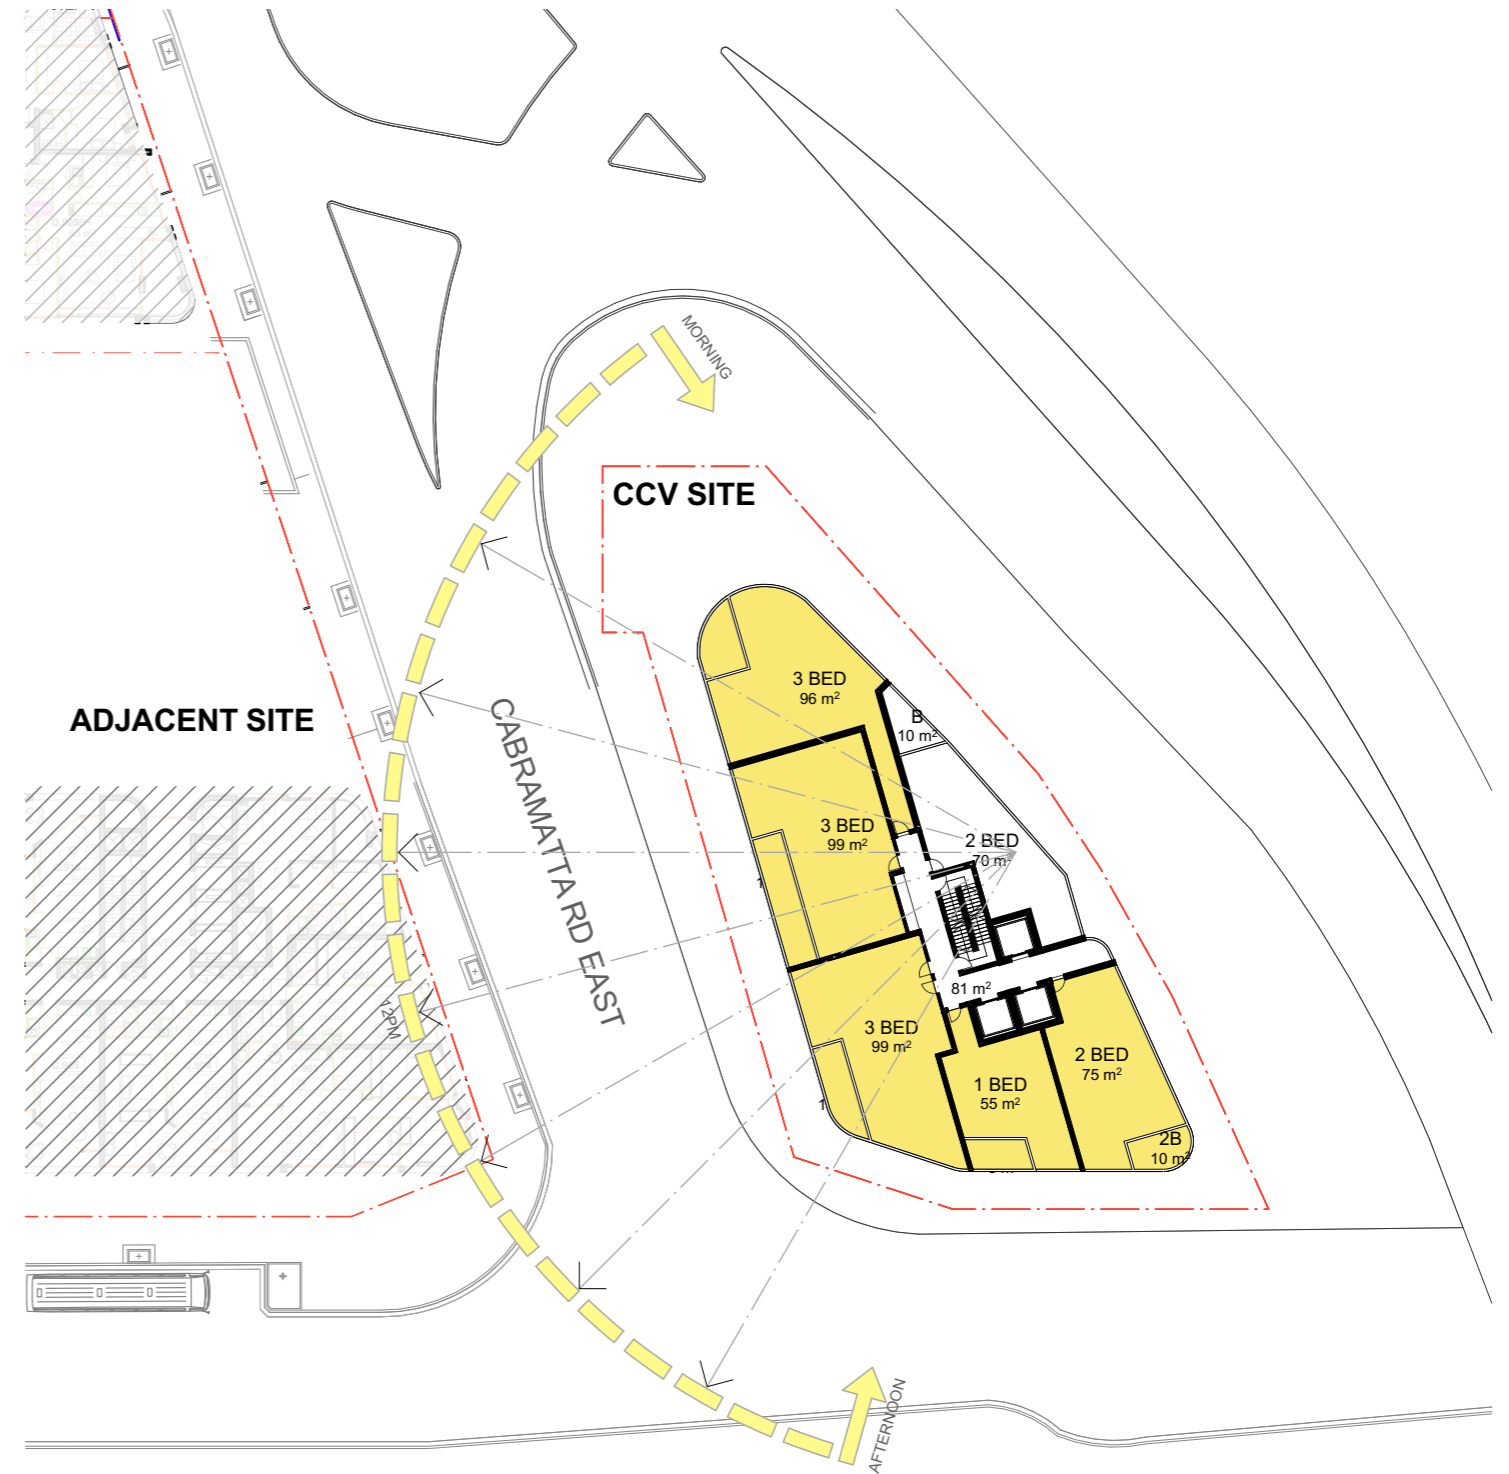 MORNING
CCV SITE
3 BED
96 m²
B
10 m²
ADJACENT SITE
CABRAMATTA RD EAST
3 BED
99 m²
2 BED
70 m²
12PM
81 m²
3 BED
99 m²
2 BED
75 m²
1 BED
55 m²
2B
10 m²
AFTERNOON